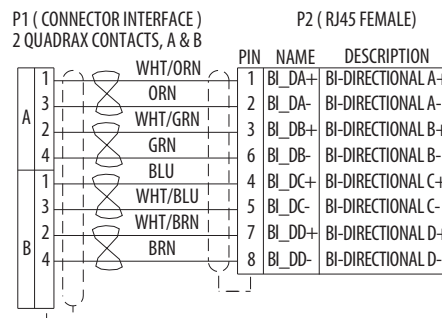 P1 ( CONNECTOR INTERFACE )
2 QUADRAX CONTACTS, A & B
P2 ( RJ45 FEMALE)
PIN NAME DESCRIPTION
A
1 WHT/ORN 1 BI_DA+ BI-DIRECTIONAL A+
3 ORN 2 BI_DA- BI-DIRECTIONAL A-
2 WHT/GRN 3 BI_DB+ BI-DIRECTIONAL B+
4 GRN 6 BI_DB- BI-DIRECTIONAL B-
B
1 BLU 4 BI_DC+ BI-DIRECTIONAL C+
3 WHT/BLU 5 BI_DC- BI-DIRECTIONAL C-
2 WHT/BRN 7 BI_DD+ BI-DIRECTIONAL D+
4 BRN 8 BI_DD- BI-DIRECTIONAL D-